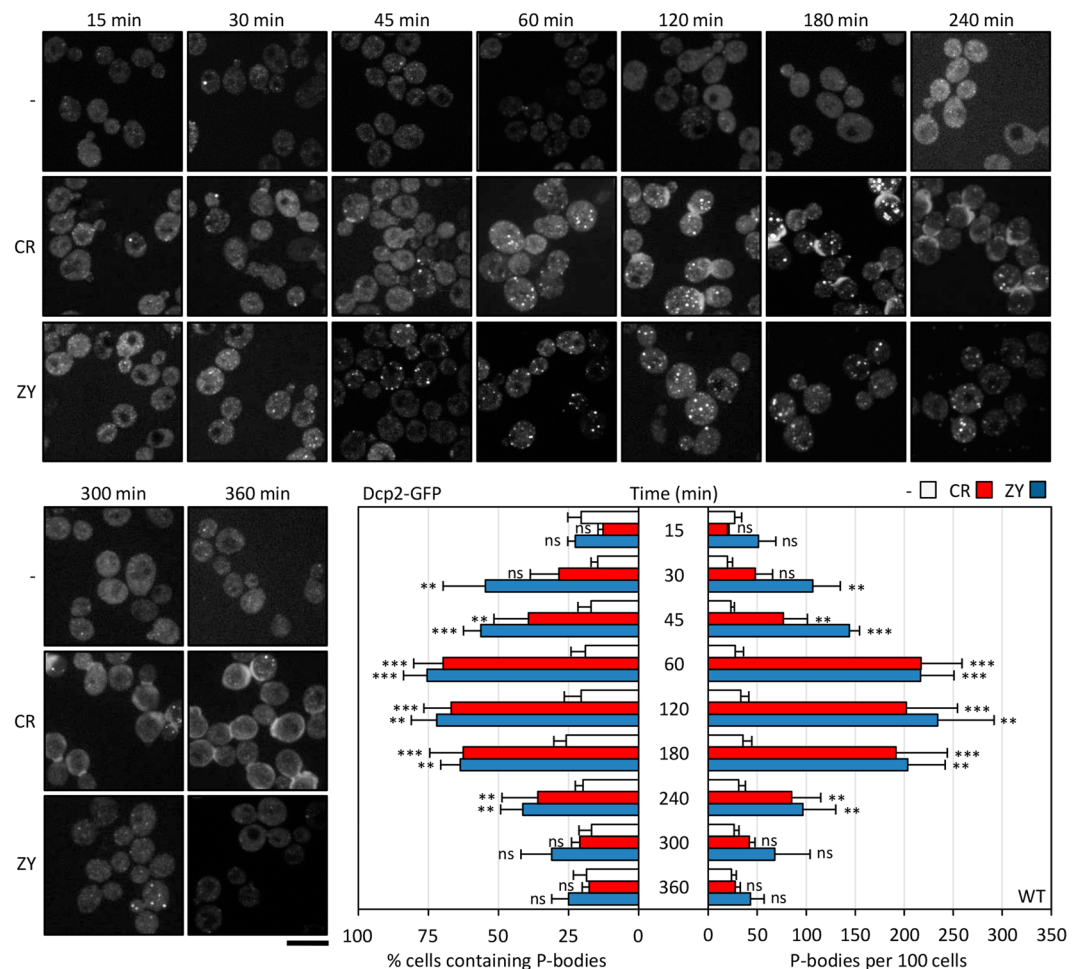 15 min 30 min 45 min 60 min 120 min 180 min 240 min
-
CR
ZY
300 min 360 min
-
CR
ZY
Dcp2-GFP Time (min) - CR ZY
ns 15 ns
ns ns
ns 30 ns
** **
** 45 **
*** ***
*** 60 ***
*** ***
*** 120 ***
** **
*** 180 ***
** **
** 240 **
** **
ns 300 ns
ns ns
ns 360 ns
ns ns
WT
100 75 50 25 0 0 50 100 150 200 250 300 350
% cells containing P-bodies P-bodies per 100 cells